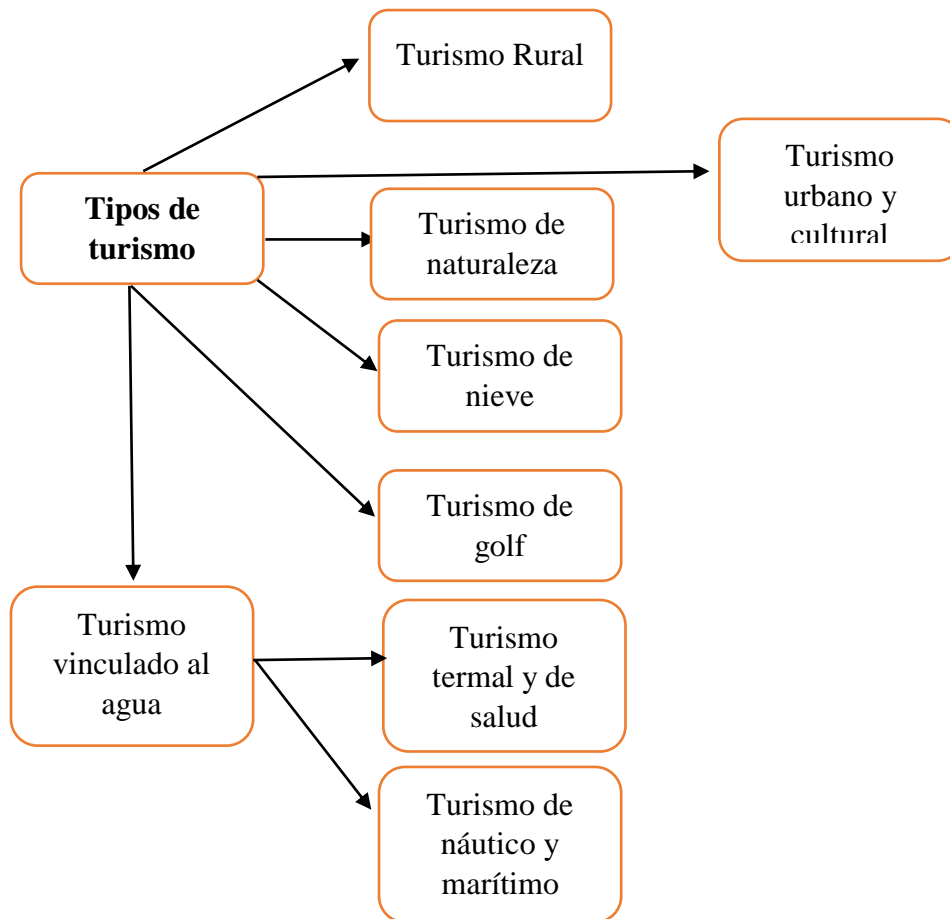 Turismo Rural
Turismo
urbano y
cultural
Tipos de
turismo
Turismo de
naturaleza
Turismo de
nieve
Turismo de
golf
Turismo
vinculado al
agua
Turismo
termal y de
salud
Turismo de
náutico y
marítimo